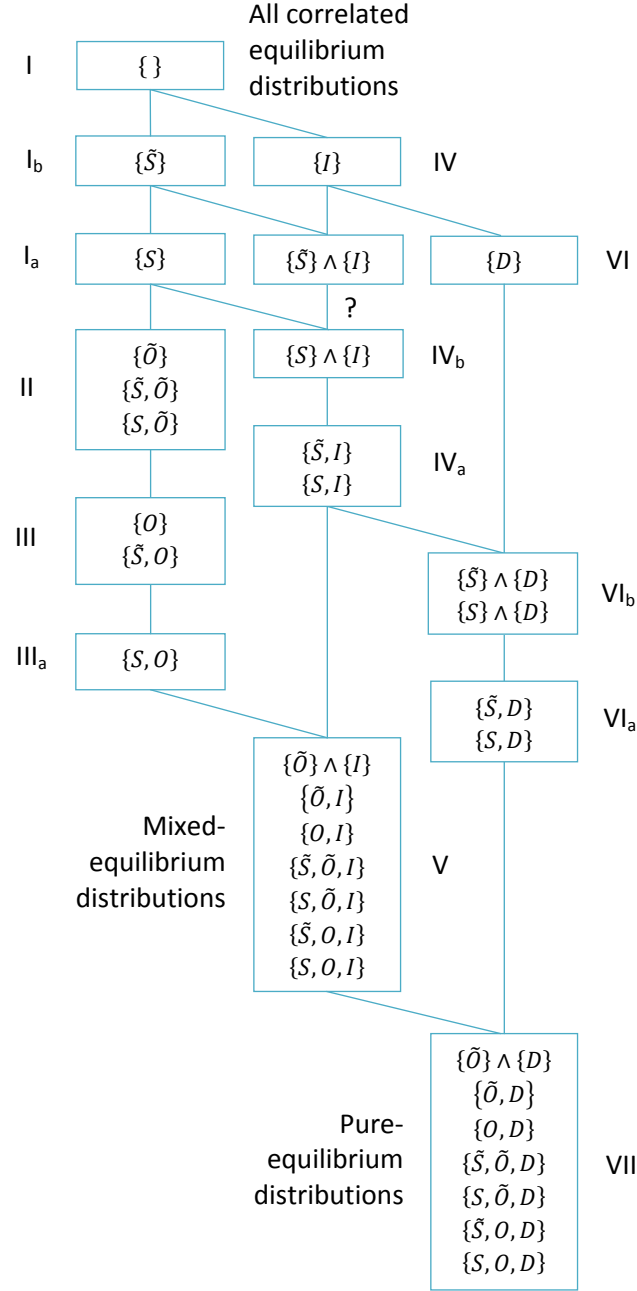 All correlated
equilibrium
distributions
I
{ }
I_b
{S̃}
{I}
IV
I_a
{S}
{S̃} ∧ {I}
{D}
VI
?
II
{Õ}
{S̃, Õ}
{S, Õ}
{S} ∧ {I}
IV_b
{S̃, I}
{S, I}
IV_a
III
{O}
{S̃, O}
{S̃} ∧ {D}
{S} ∧ {D}
VI_b
III_a
{S, O}
{S̃, D}
{S, D}
VI_a
Mixed-
equilibrium
distributions
{Õ} ∧ {I}
{Õ, I}
{O, I}
{S̃, Õ, I}
{S, Õ, I}
{S̃, O, I}
{S, O, I}
V
Pure-
equilibrium
distributions
{Õ} ∧ {D}
{Õ, D}
{O, D}
{S̃, Õ, D}
{S, Õ, D}
{S̃, O, D}
{S, O, D}
VII